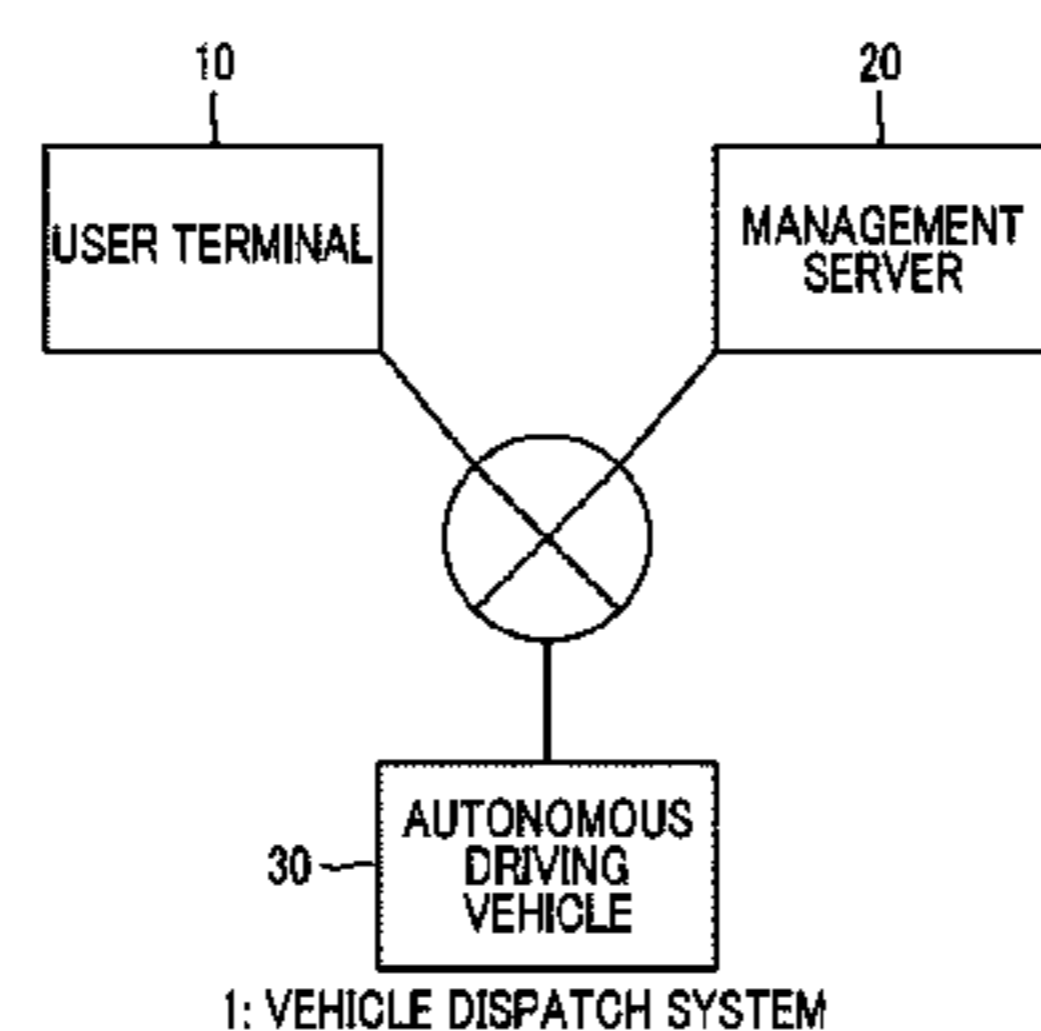 10
20
USER TERMINAL
MANAGEMENT
SERVER
30
AUTONOMOUS
DRIVING
VEHICLE
1: VEHICLE DISPATCH SYSTEM